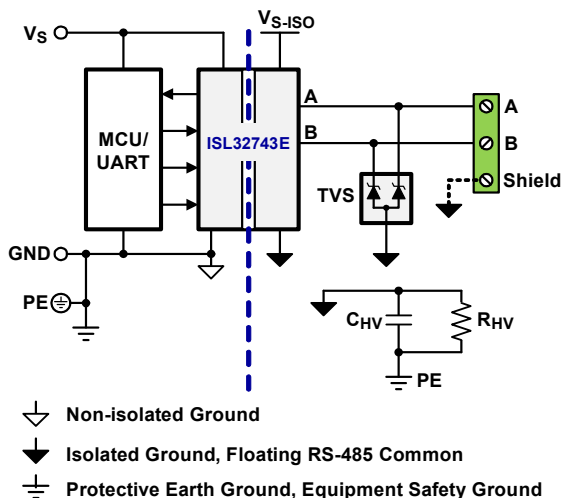 VS
VS-ISO
MCU/
UART
ISL32743E
A
B
A
B
Shield
TVS
GND
PE
CHV
RHV
PE
Non-isolated Ground
Isolated Ground, Floating RS-485 Common
Protective Earth Ground, Equipment Safety Ground